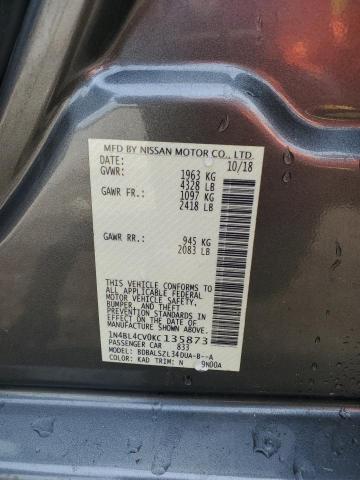 MFD BY NISSAN MOTOR CO., LTD.
DATE: 10/18
GVWR: 1963 KG
4328 LB
GAWR FR.: 1097 KG
2418 LB
GAWR RR.: 945 KG
2083 LB
THIS VEHICLE CONFORMS TO ALL
APPLICABLE FEDERAL MOTOR VEHICLE SAFETY,
BUMPER, AND THEFT PREVENTION
STANDARDS IN EFFECT ON THE DATE OF
MANUFACTURE SHOWN ABOVE.
1N4BL4CV0KC135873
PASSENGER CAR 833
MODEL: BDBALSZL34DUA-B--A
COLOR: KAD TRIM: N 9N00A